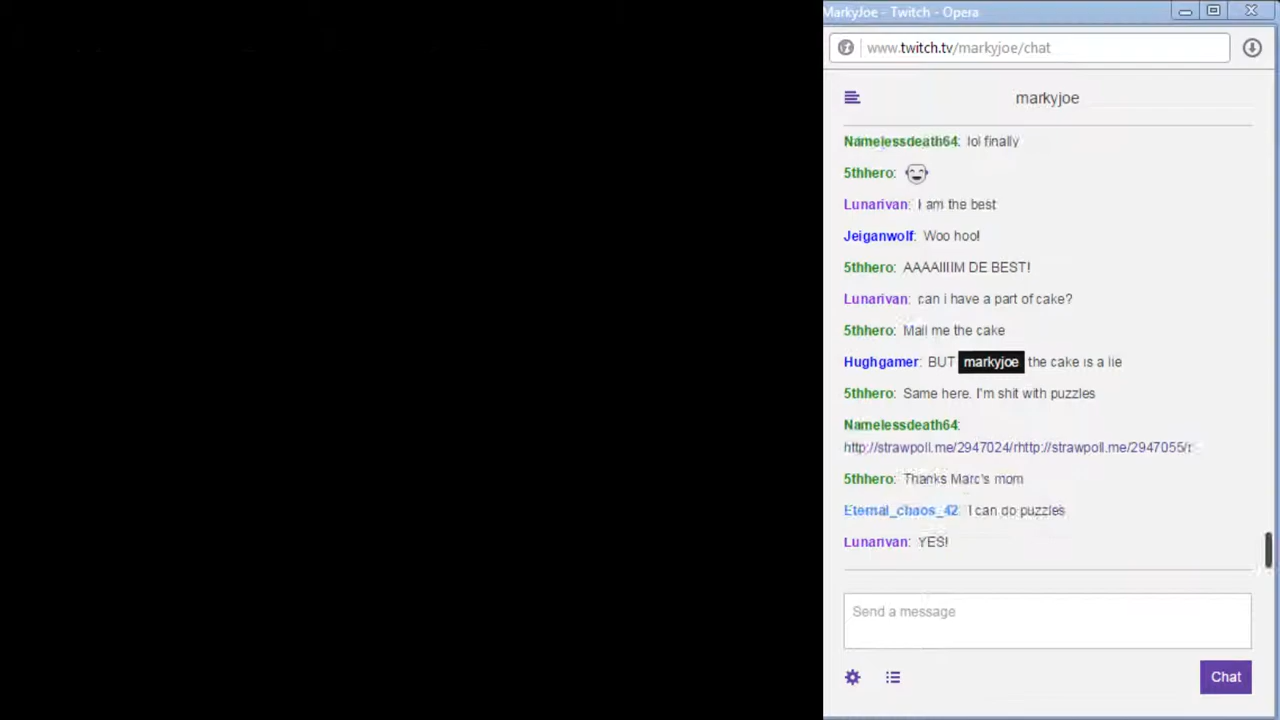 MarkyJoe - Twitch - Opera
www.twitch.tv/markyjoe/chat
markyjoe
Namelessdeath64: lol finally
5thhero:
Lunarivan: I am the best
Jeiganwolf: Woo hoo!
5thhero: AAAAIIIIM DE BEST!
Lunarivan: can i have a part of cake?
5thhero: Mail me the cake
Hughgamer: BUT markyjoe the cake is a lie
5thhero: Same here. I'm shit with puzzles
Namelessdeath64:
http://strawpoll.me/2947024/rhttp://strawpoll.me/2947055/r
5thhero: Thanks Marc's mom
Eternal_chaos_42: I can do puzzles
Lunarivan: YES!
Send a message
Chat